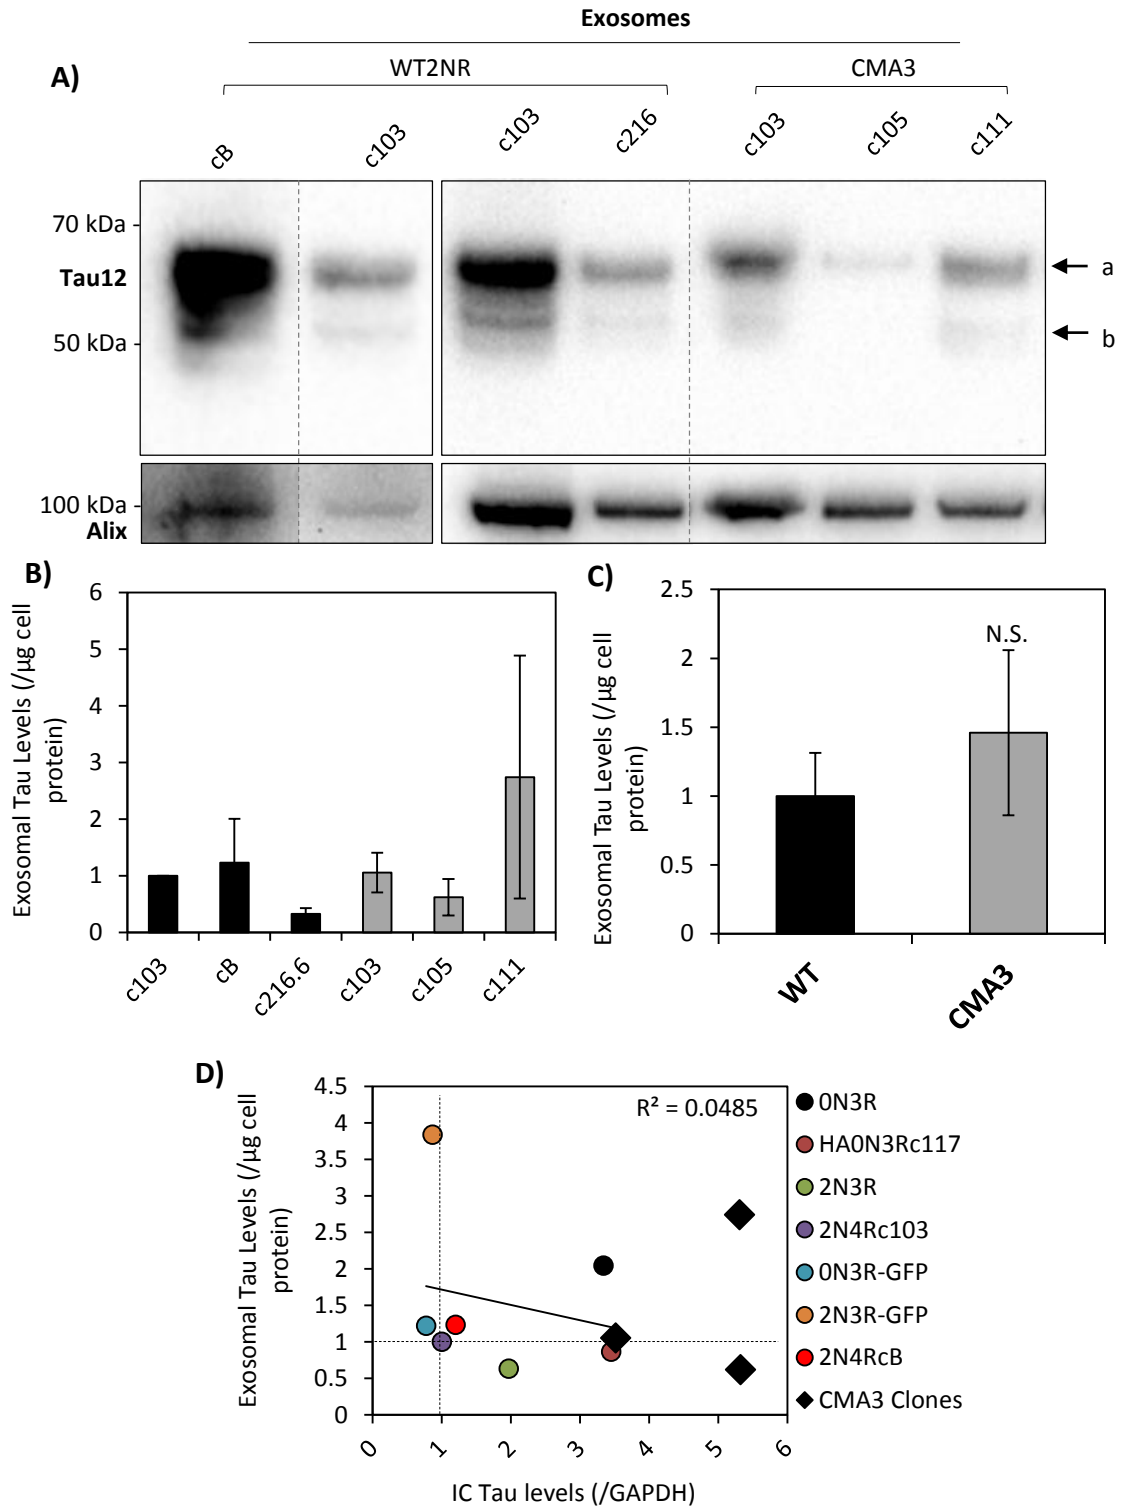 Exosomes
A)
WT2NR
CMA3
cB
c103
c103
c216
c103
c105
c111
70 kDa
Tau12
50 kDa
a
b
100 kDa
Alix
B)
Exosomal Tau Levels (/µg cell
protein)
6
5
4
3
2
1
0
c103
cB
c216.6
c103
c105
c111
C)
Exosomal Tau Levels (/µg cell
protein)
2.5
2
1.5
1
0.5
0
N.S.
WT
CMA3
D)
Exosomal Tau Levels (/µg cell
protein)
4.5
4
3.5
3
2.5
2
1.5
1
0.5
0
R² = 0.0485
0 1 2 3 4 5 6
IC Tau levels (/GAPDH)
0N3R
HA0N3Rc117
2N3R
2N4Rc103
0N3R-GFP
2N3R-GFP
2N4RcB
CMA3 Clones